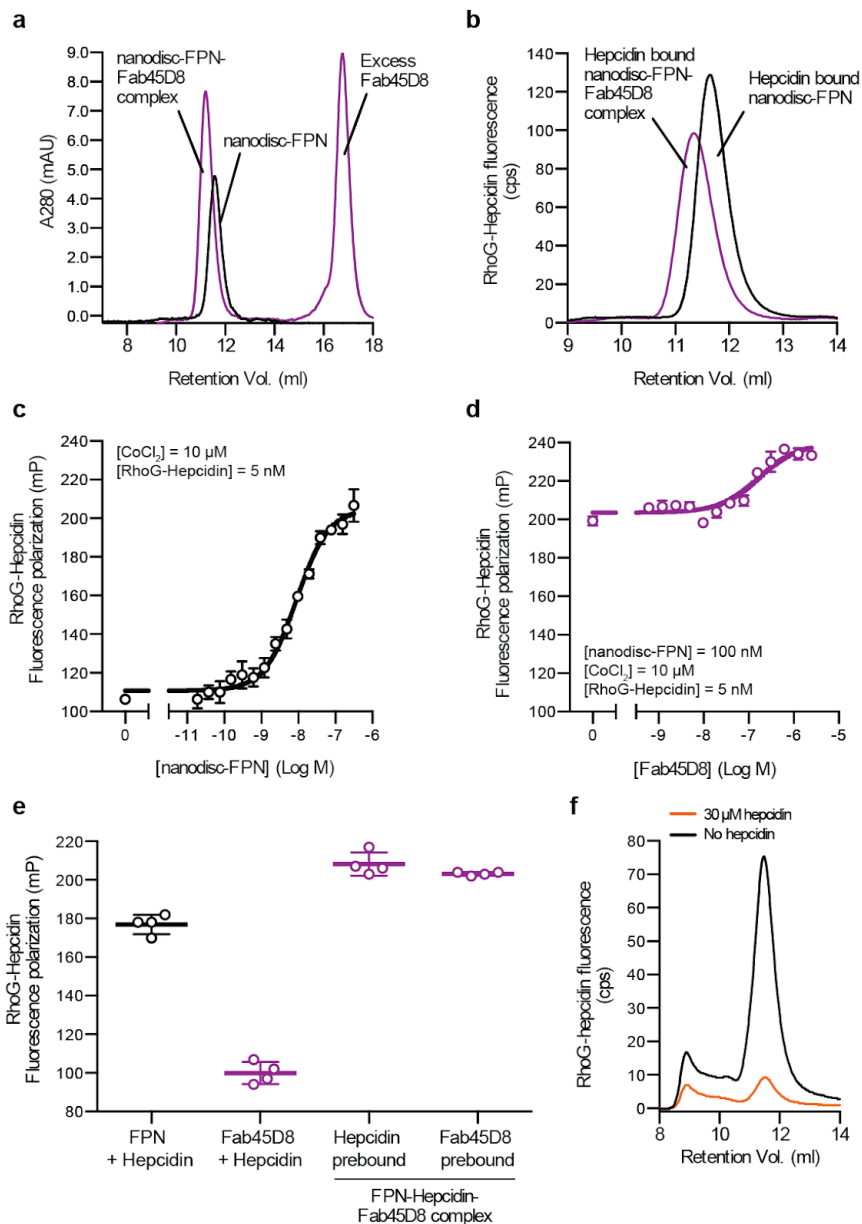 a
nanodisc-FPN-
Fab45D8
complex
nanodisc-FPN
Excess
Fab45D8
A280 (mAU)
9.0
8.0
7.0
6.0
5.0
4.0
3.0
2.0
1.0
0.0
8 10 12 14 16 18
Retention Vol. (ml)
b
Hepcidin bound
nanodisc-FPN-
Fab45D8
complex
Hepcidin bound
nanodisc-FPN
RhoG-Hepcidin fluorescence
(cps)
140
120
100
80
60
40
20
0
9 10 11 12 13 14
Retention Vol. (ml)
c
[CoCl₂] = 10 µM
[RhoG-Hepcidin] = 5 nM
RhoG-Hepcidin
Fluorescence polarization (mP)
240
220
200
180
160
140
120
100
0 -11 -10 -9 -8 -7 -6
[nanodisc-FPN] (Log M)
d
RhoG-Hepcidin
Fluorescence polarization (mP)
240
220
200
180
160
140
120
100
[nanodisc-FPN] = 100 nM
[CoCl₂] = 10 µM
[RhoG-Hepcidin] = 5 nM
0 -9 -8 -7 -6 -5
[Fab45D8] (Log M)
e
RhoG-Hepcidin
Fluorescence polarization (mP)
220
200
180
160
140
120
100
80
FPN
+ Hepcidin
Fab45D8
+ Hepcidin
Hepcidin
prebound
Fab45D8
prebound
FPN-Hepcidin-
Fab45D8 complex
f
30 µM hepcidin
No hepcidin
RhoG-hepcidin fluorescence
(cps)
80
70
60
50
40
30
20
10
0
8 10 12 14
Retention Vol. (ml)